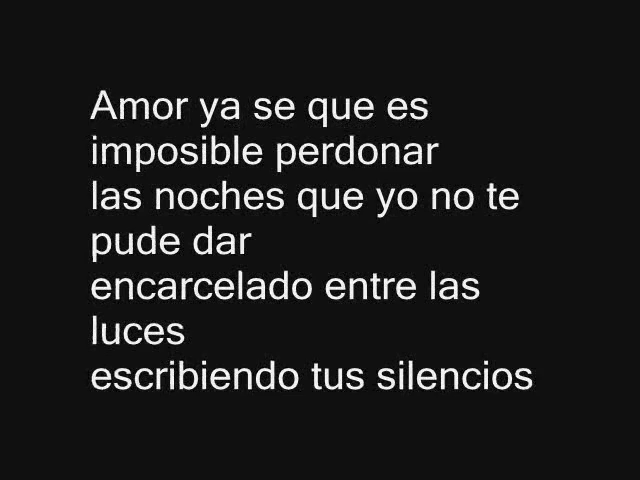 Amor ya se que es
imposible perdonar
las noches que yo no te
pude dar
encarcelado entre las
luces
escribiendo tus silencios